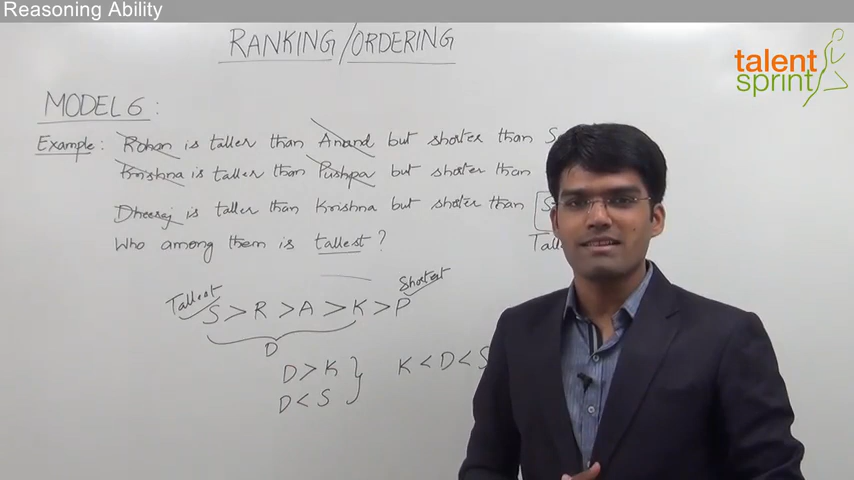 Reasoning Ability
RANKING/ORDERING
talent
sprint
MODEL 6 :
Example : Rohan is taller than Anand but shorter than S
Krishna is taller than Pushpa but shorter than
Dheeraj is taller than Krishna but shorter than S
Who among them is tallest ?
Tall
Tallest
Shortest
S > R > A > K > P
D
D > K
K < D < S
D < S